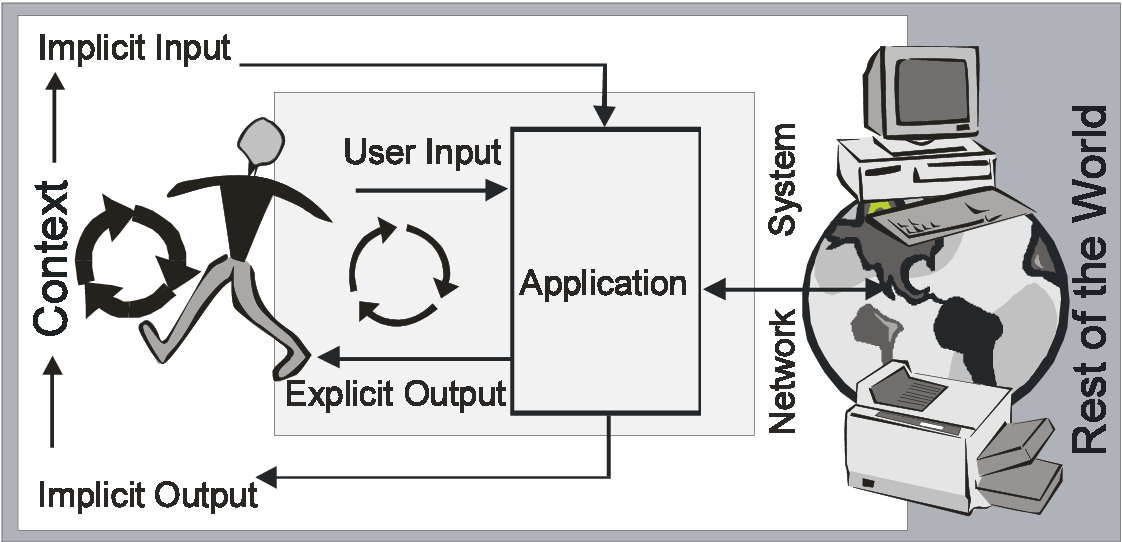 Implicit Input
User Input
Context
Application
Explicit Output
Implicit Output
System
Network
Rest of the World